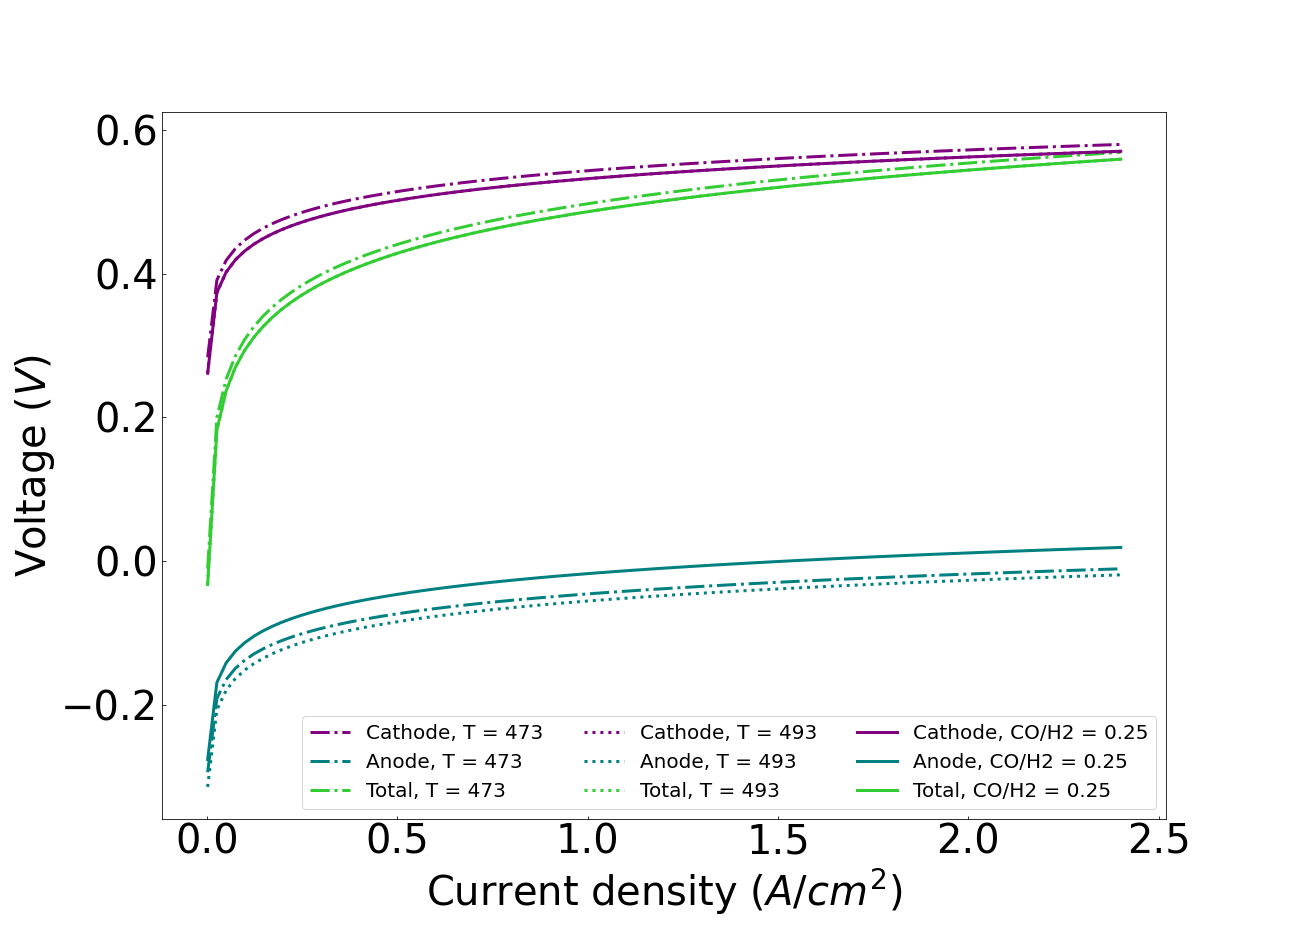 0.6
0.4
0.2
0.0
−0.2
Voltage (V)
Cathode, T = 473
Anode, T = 473
Total, T = 473
Cathode, T = 493
Anode, T = 493
Total, T = 493
Cathode, CO/H2 = 0.25
Anode, CO/H2 = 0.25
Total, CO/H2 = 0.25
0.0 0.5 1.0 1.5 2.0 2.5
Current density (A/cm²)